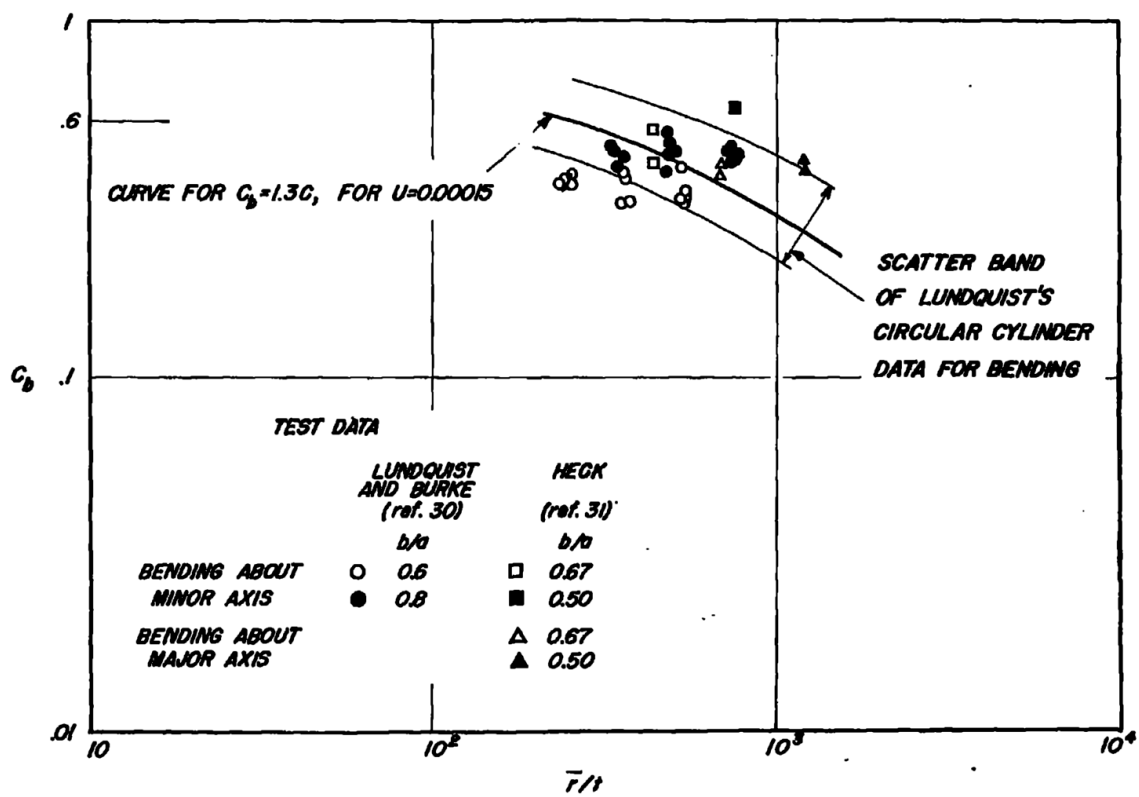 1
.6
CURVE FOR C_b=1.3C, FOR U=0.00015
SCATTER BAND
OF LUNDQUIST'S
CIRCULAR CYLINDER
DATA FOR BENDING
C_b
.1
TEST DATA
LUNDQUIST
AND BURKE
(ref. 30)
b/a
HECK
(ref. 31)
b/a
BENDING ABOUT ○ 0.6 □ 0.67
MINOR AXIS ● 0.8 ■ 0.50
BENDING ABOUT △ 0.67
MAJOR AXIS ▲ 0.50
.01
10 10² 10³ 10⁴
r̅/t